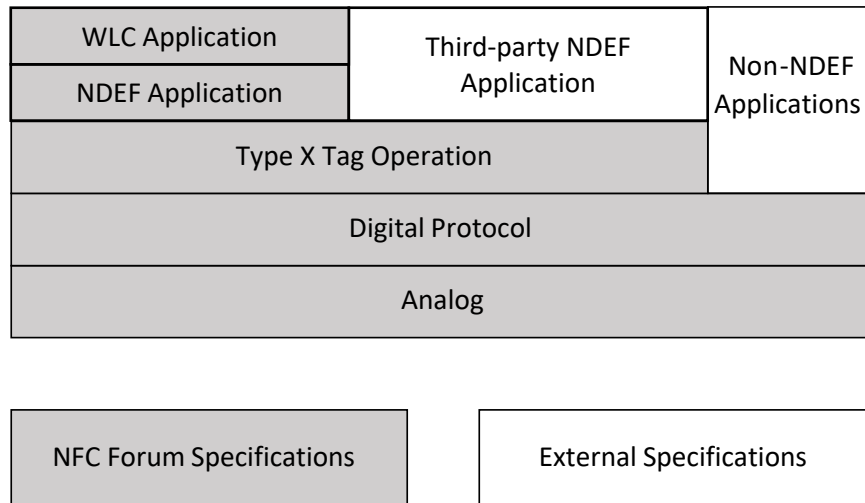 WLC Application
NDEF Application
Third-party NDEF
Application
Non-NDEF
Applications
Type X Tag Operation
Digital Protocol
Analog
NFC Forum Specifications
External Specifications